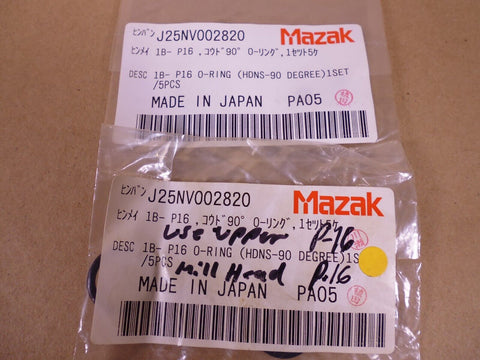 ヒンバン J25NV002820
Mazak
ヒンメイ 1B- P16 ,コウド90° O-リング,1セット5ケ
DESC 1B- P16 O-RING (HDNS-90 DEGREE)1SET
/5PCS
MADE IN JAPAN PA05
ヒンバン J25NV002820
Mazak
ヒンメイ 1B- P16 ,コウド90° O-リング,1セット5ケ
use upper P-16
DESC 1B- P16 O-RING (HDNS-90 DEGREE)1S
/5PCS
mill Head P.16
MADE IN JAPAN PA05